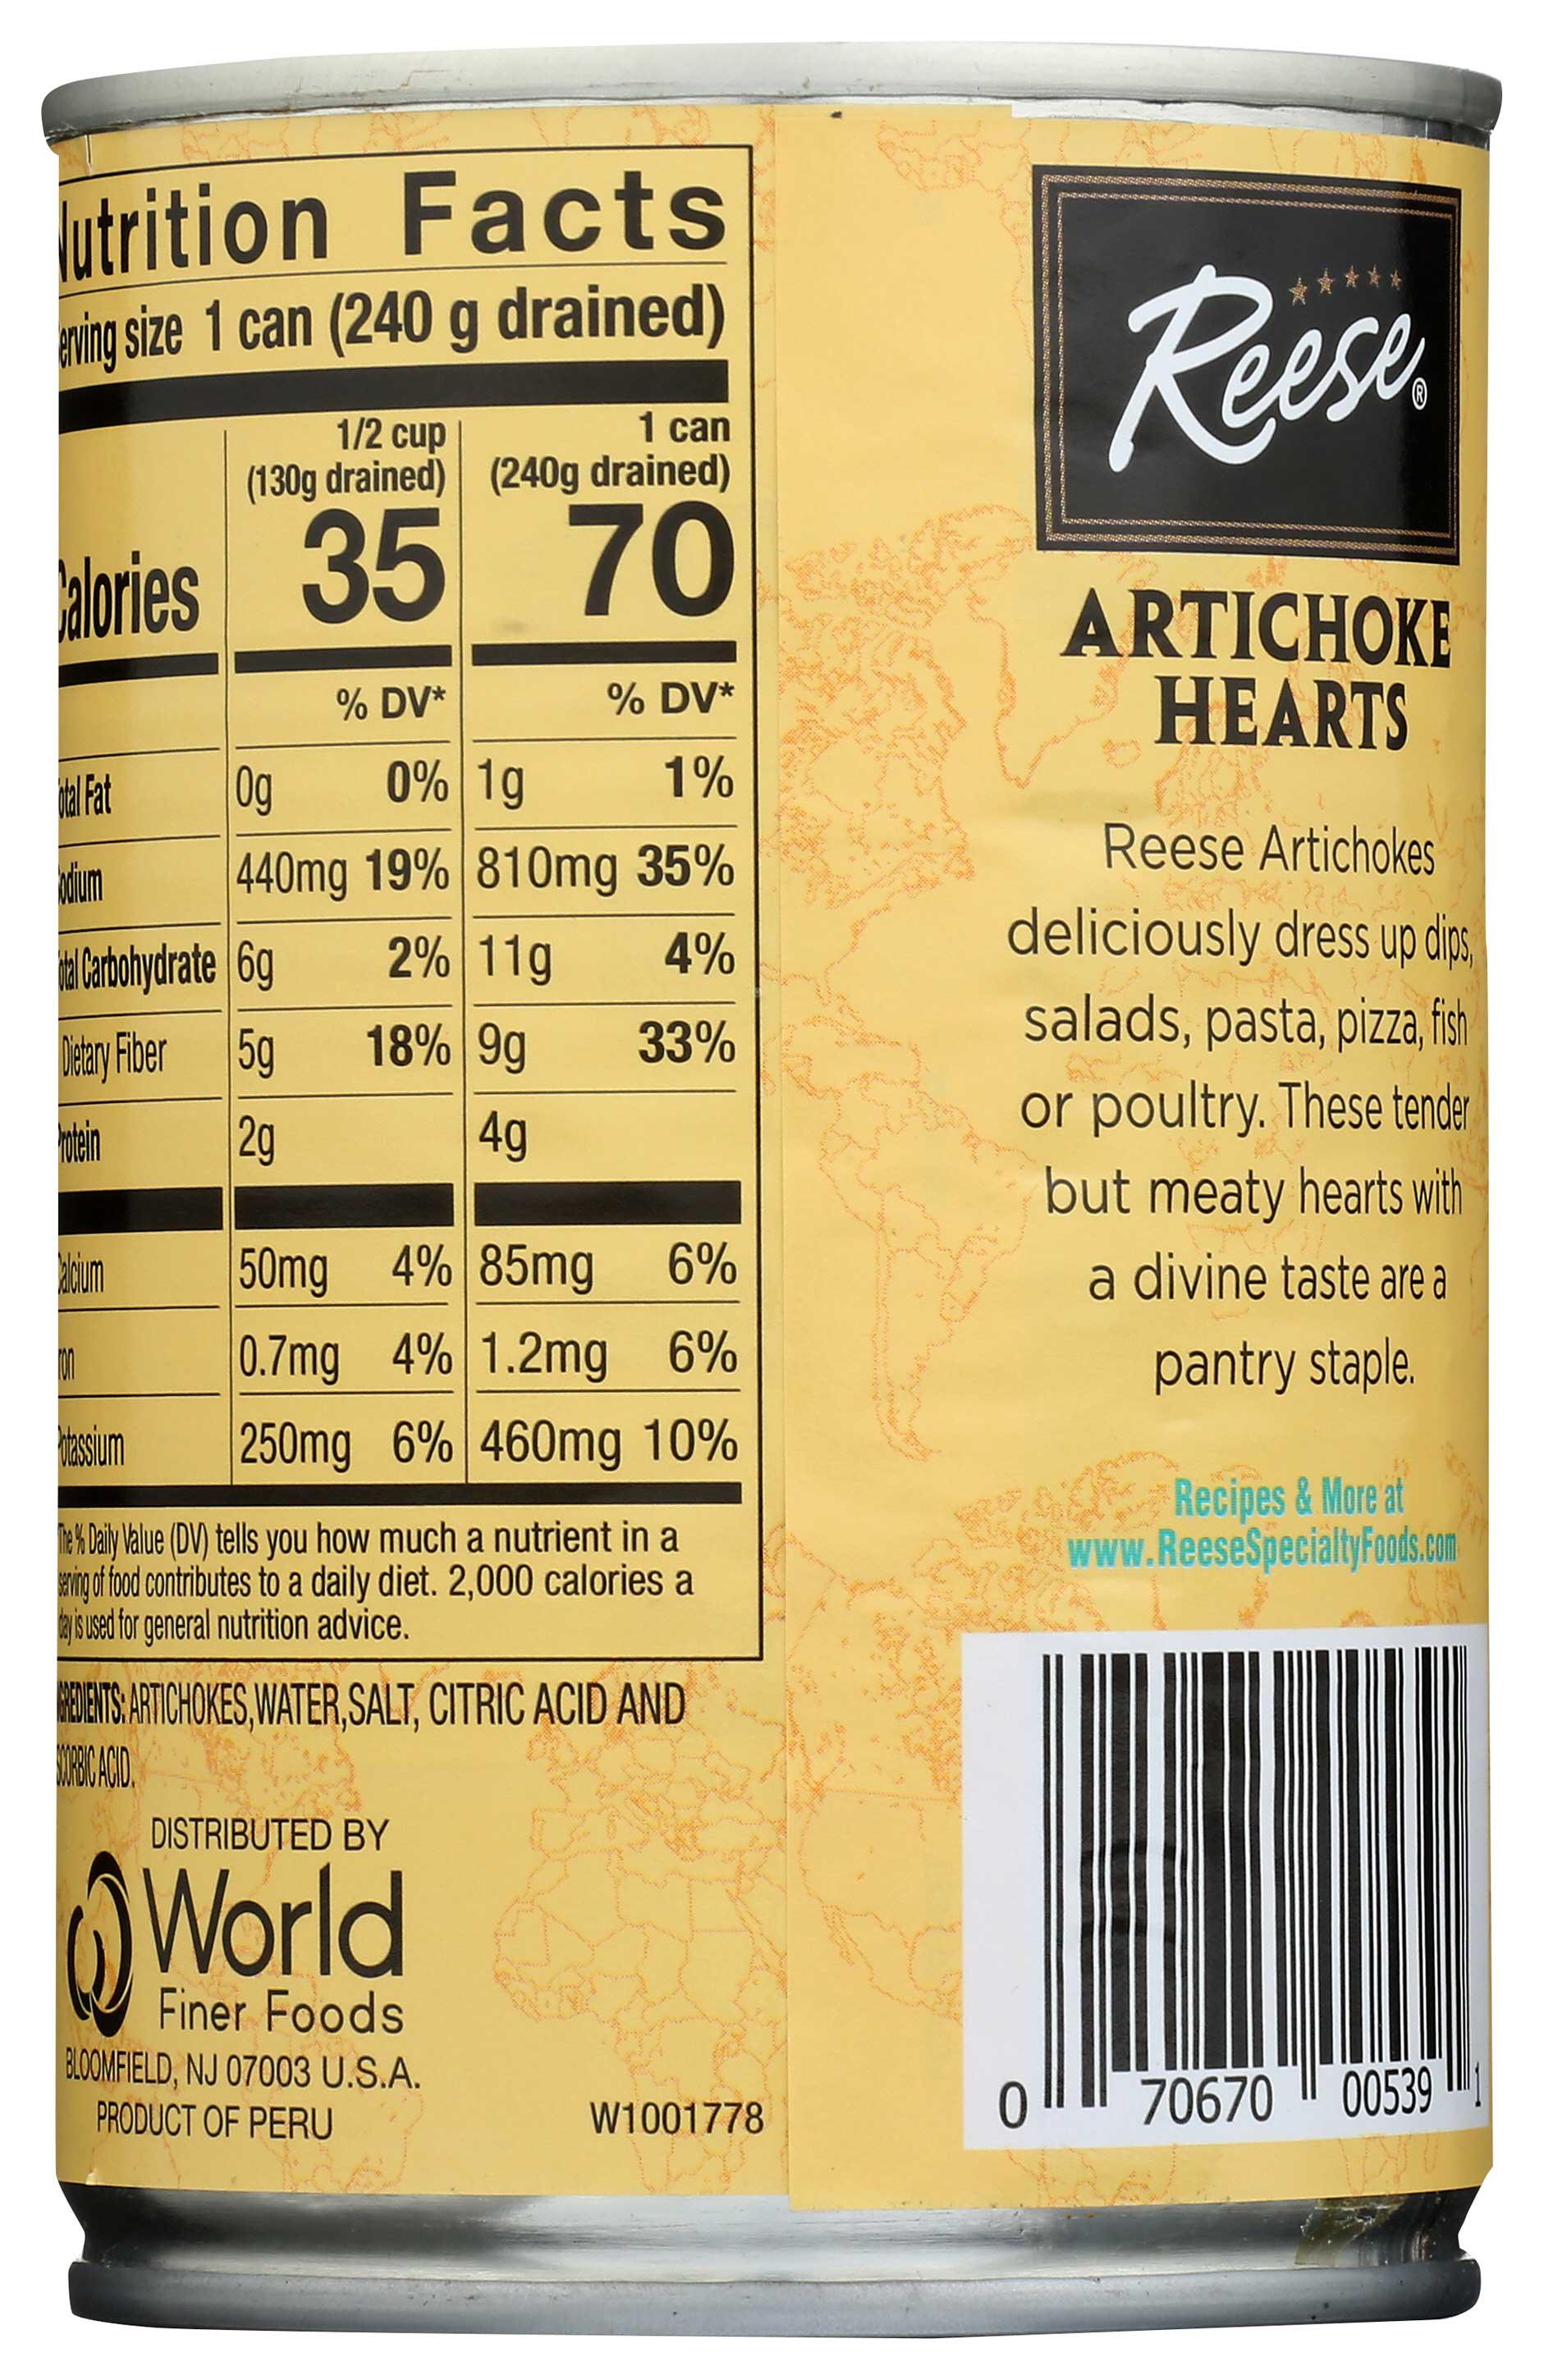 Nutrition Facts
Serving size 1 can (240 g drained)
1/2 cup 1 can
(130g drained) (240g drained)
Calories 35 70
% DV* % DV*
Total Fat 0g 0% 1g 1%
Sodium 440mg 19% 810mg 35%
Total Carbohydrate 6g 2% 11g 4%
Dietary Fiber 5g 18% 9g 33%
Protein 2g 4g
Calcium 50mg 4% 85mg 6%
Iron 0.7mg 4% 1.2mg 6%
Potassium 250mg 6% 460mg 10%
The % Daily Value (DV) tells you how much a nutrient in a
serving of food contributes to a daily diet. 2,000 calories a
day is used for general nutrition advice.
INGREDIENTS: ARTICHOKES, WATER, SALT, CITRIC ACID AND
ASCORBIC ACID.
DISTRIBUTED BY
World
Finer Foods
BLOOMFIELD, NJ 07003 U.S.A.
PRODUCT OF PERU
W1001778
Reese®
ARTICHOKE
HEARTS
Reese Artichokes
deliciously dress up dips,
salads, pasta, pizza, fish
or poultry. These tender
but meaty hearts with
a divine taste are a
pantry staple.
Recipes & More at
www.ReeseSpecialtyFoods.com
0 70670 00539 1